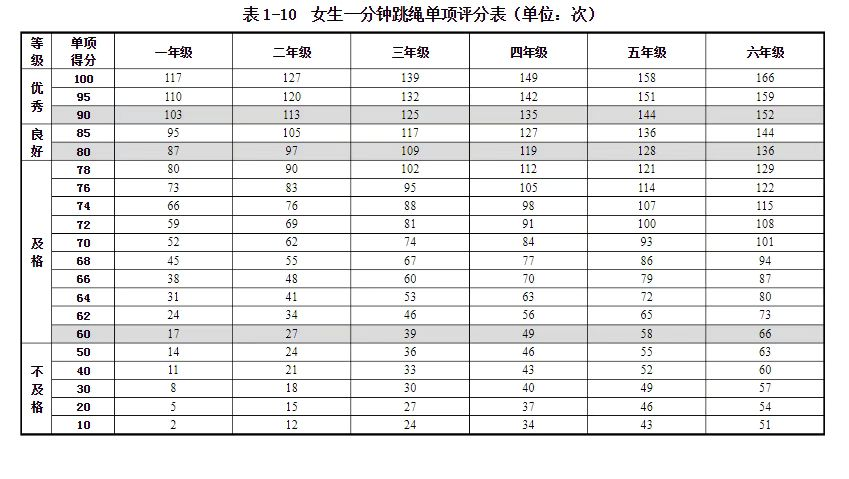 表1-10 女生一分钟跳绳单项评分表（单位：次）
等级 单项得分 一年级 二年级 三年级 四年级 五年级 六年级
优秀 100 117 127 139 149 158 166
95 110 120 132 142 151 159
90 103 113 125 135 144 152
良好 85 95 105 117 127 136 144
80 87 97 109 119 128 136
及格 78 80 90 102 112 121 129
76 73 83 95 105 114 122
74 66 76 88 98 107 115
72 59 69 81 91 100 108
70 52 62 74 84 93 101
68 45 55 67 77 86 94
66 38 48 60 70 79 87
64 31 41 53 63 72 80
62 24 34 46 56 65 73
60 17 27 39 49 58 66
不及格 50 14 24 36 46 55 63
40 11 21 33 43 52 60
30 8 18 30 40 49 57
20 5 15 27 37 46 54
10 2 12 24 34 43 51